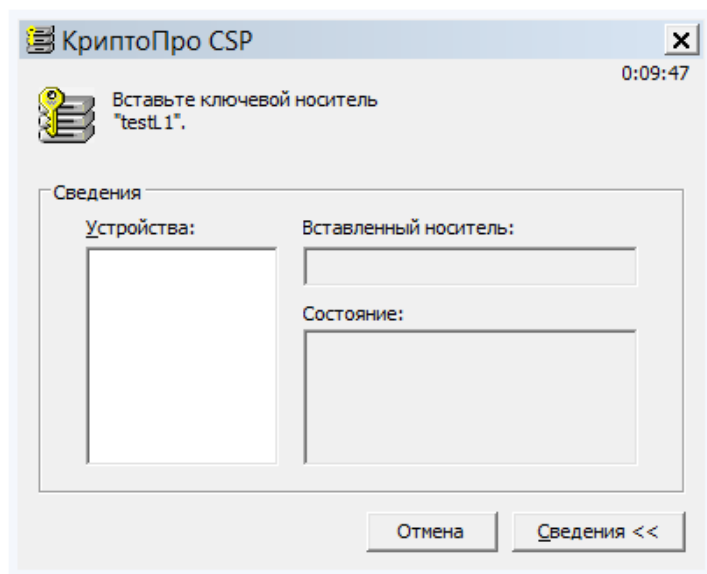 КриптоПро CSP
0:09:47
Вставьте ключевой носитель
"testL1".
Сведения
Устройства:
Вставленный носитель:
Состояние:
Отмена
Сведения <<